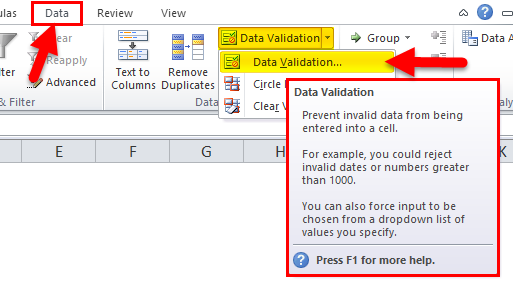 ulas Data Review View
Clear
Reapply
Advanced
Text to
Columns
Remove
Duplicates
Data Validation
Group
Data A
& Filter
Dat
Data Validation...
Circle
Clear V
E F G H K
Data Validation
Prevent invalid data from being
entered into a cell.
For example, you could reject
invalid dates or numbers greater
than 1000.
You can also force input to be
chosen from a dropdown list of
values you specify.
Press F1 for more help.